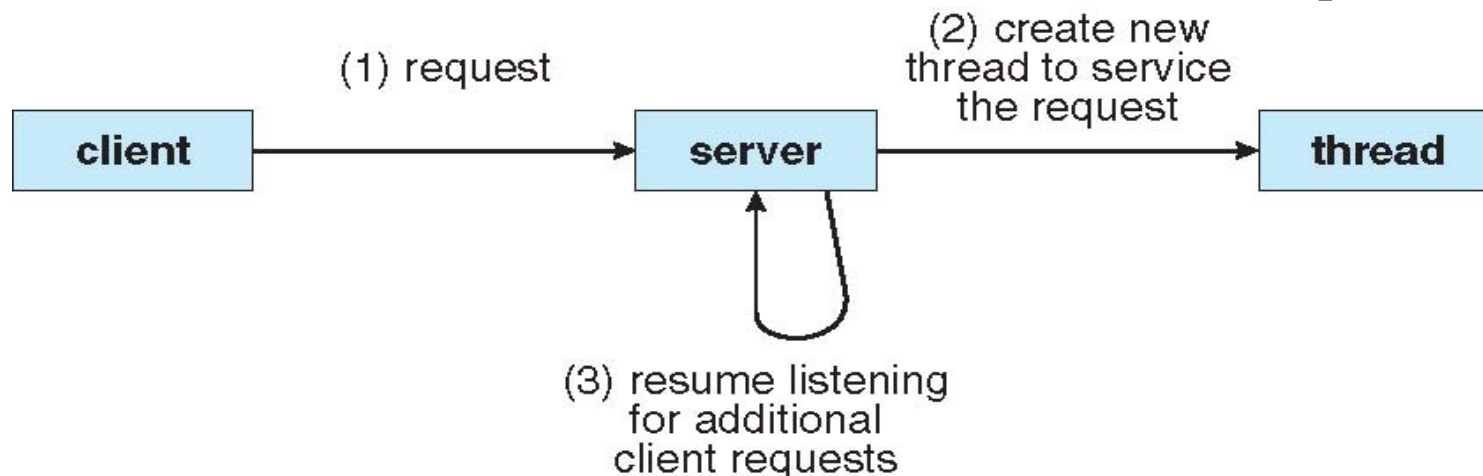 (1) request
(2) create new
thread to service
the request
client
server
thread
(3) resume listening
for additional
client requests